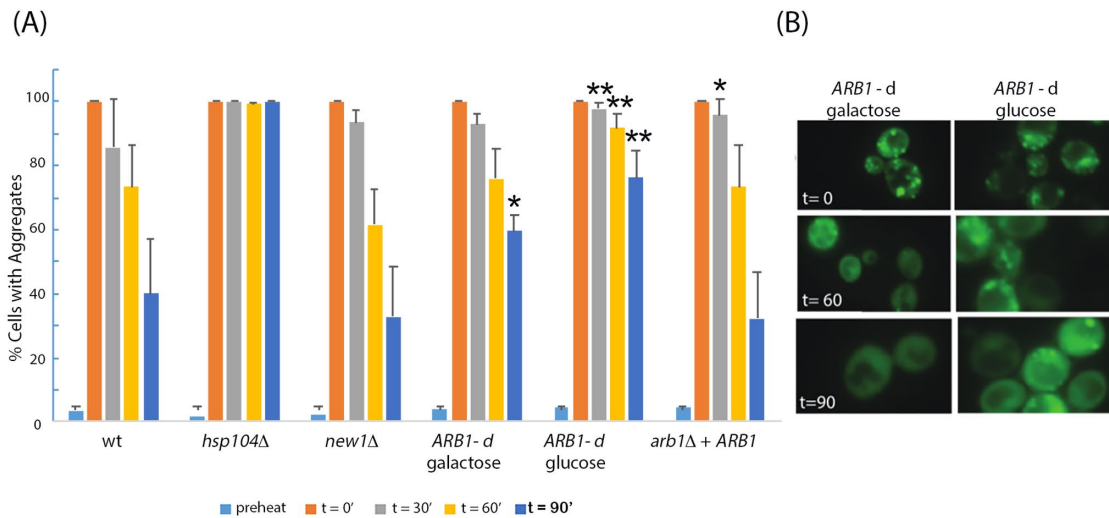 (A)
(B)
% Cells with Aggregates
100
80
60
40
20
0
*
**
**
**
*
wt
hsp104Δ
new1Δ
ARB1- d
galactose
ARB1- d
glucose
arb1Δ + ARB1
preheat
t = 0'
t = 30'
t = 60'
t = 90'
ARB1 - d
galactose
ARB1 - d
glucose
t= 0
t= 60
t=90